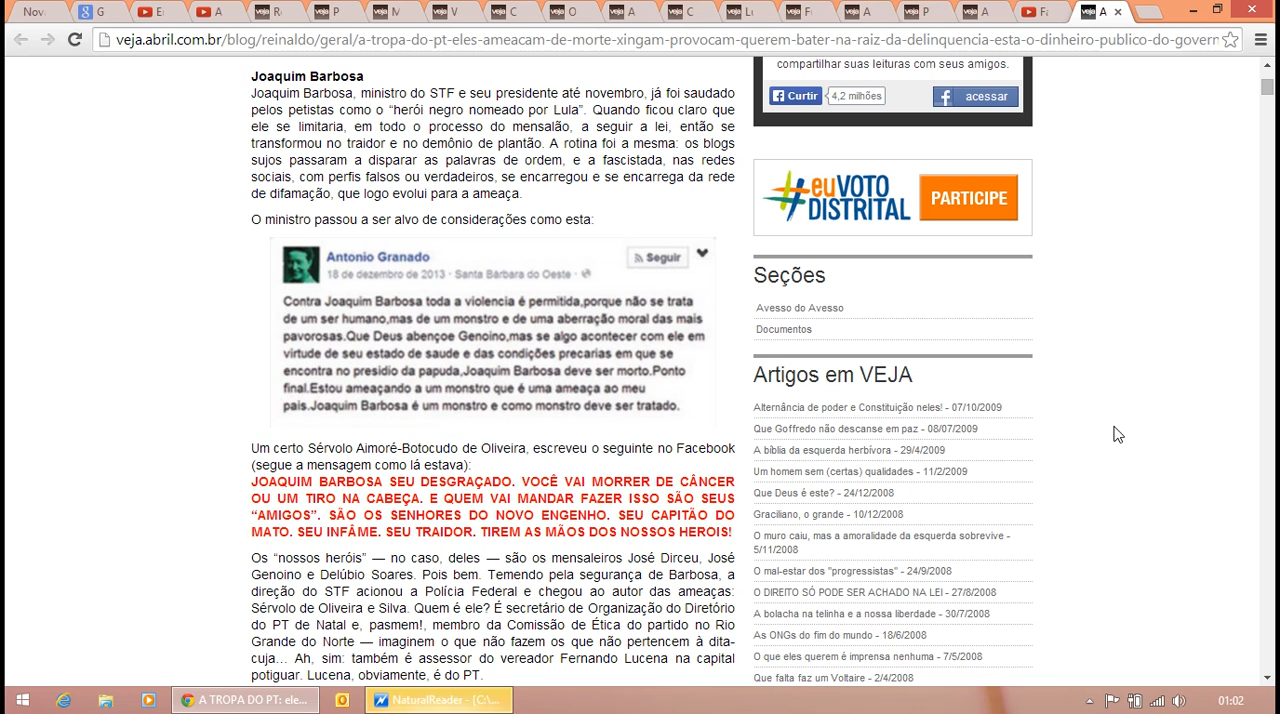 Nov
G
E
A
R
P
M
V
C
O
A
C
Lu
F
A
P
A
Fa
A
veja.abril.com.br/blog/reinaldo/geral/a-tropa-do-pt-eles-ameacam-de-morte-xingam-provocam-querem-bater-na-raiz-da-delinquencia-esta-o-dinheiro-publico-do-govern
Joaquim Barbosa
Joaquim Barbosa, ministro do STF e seu presidente até novembro, já foi saudado
pelos petistas como o “herói negro nomeado por Lula”. Quando ficou claro que
ele se limitaria, em todo o processo do mensalão, a seguir a lei, então se
transformou no traidor e no demônio de plantão. A rotina foi a mesma: os blogs
sujos passaram a disparar as palavras de ordem, e a fascistada, nas redes
sociais, com perfis falsos ou verdadeiros, se encarregou e se encarrega da rede
de difamação, que logo evolui para a ameaça.
O ministro passou a ser alvo de considerações como esta:
Antonio Granado
Seguir
18 de dezembro de 2013 · Santa Bárbara do Oeste ·
Contra Joaquim Barbosa toda a violencia é permitida,porque não se trata
de um ser humano,mas de um monstro e de uma aberração moral das mais
pavorosas.Que Deus abençoe Genoino,mas se algo acontecer com ele em
virtude de seu estado de saude e das condições precarias em que se
encontra no presidio da papuda,Joaquim Barbosa deve ser morto.Ponto
final.Estou ameaçando a um monstro que é uma ameaça ao meu
pais.Joaquim Barbosa é um monstro e como monstro deve ser tratado.
Um certo Sérvolo Aimoré-Botocudo de Oliveira, escreveu o seguinte no Facebook
(segue a mensagem como lá estava):
JOAQUIM BARBOSA SEU DESGRAÇADO. VOCÊ VAI MORRER DE CÂNCER
OU UM TIRO NA CABEÇA. E QUEM VAI MANDAR FAZER ISSO SÃO SEUS
“AMIGOS”. SÃO OS SENHORES DO NOVO ENGENHO. SEU CAPITÃO DO
MATO. SEU INFÂME. SEU TRAIDOR. TIREM AS MÃOS DOS NOSSOS HEROIS!
Os “nossos heróis” — no caso, deles — são os mensaleiros José Dirceu, José
Genoino e Delúbio Soares. Pois bem. Temendo pela segurança de Barbosa, a
direção do STF acionou a Polícia Federal e chegou ao autor das ameaças:
Sérvolo de Oliveira e Silva. Quem é ele? É secretário de Organização do Diretório
do PT de Natal e, pasmem!, membro da Comissão de Ética do partido no Rio
Grande do Norte — imaginem o que não fazem os que não pertencem à dita-
cuja… Ah, sim: também é assessor do vereador Fernando Lucena na capital
potiguar. Lucena, obviamente, é do PT.
compartilhar suas leituras com seus amigos.
Curtir
4,2 milhões
acessar
#euVOTO
DISTRITAL
PARTICIPE
Seções
Avesso do Avesso
Documentos
Artigos em VEJA
Alternância de poder e Constituição neles! - 07/10/2009
Que Goffredo não descanse em paz - 08/07/2009
A bíblia da esquerda herbívora - 29/4/2009
Um homem sem (certas) qualidades - 11/2/2009
Que Deus é este? - 24/12/2008
Graciliano, o grande - 10/12/2008
O muro caiu, mas a amoralidade da esquerda sobrevive -
5/11/2008
O mal-estar dos "progressistas" - 24/9/2008
O DIREITO SÓ PODE SER ACHADO NA LEI - 27/8/2008
A bolacha na telinha e a nossa liberdade - 30/7/2008
As ONGs do fim do mundo - 18/6/2008
O que eles querem é imprensa nenhuma - 7/5/2008
Que falta faz um Voltaire - 2/4/2008
A TROPA DO PT: ele...
NaturalReader - [C:\...
01:02